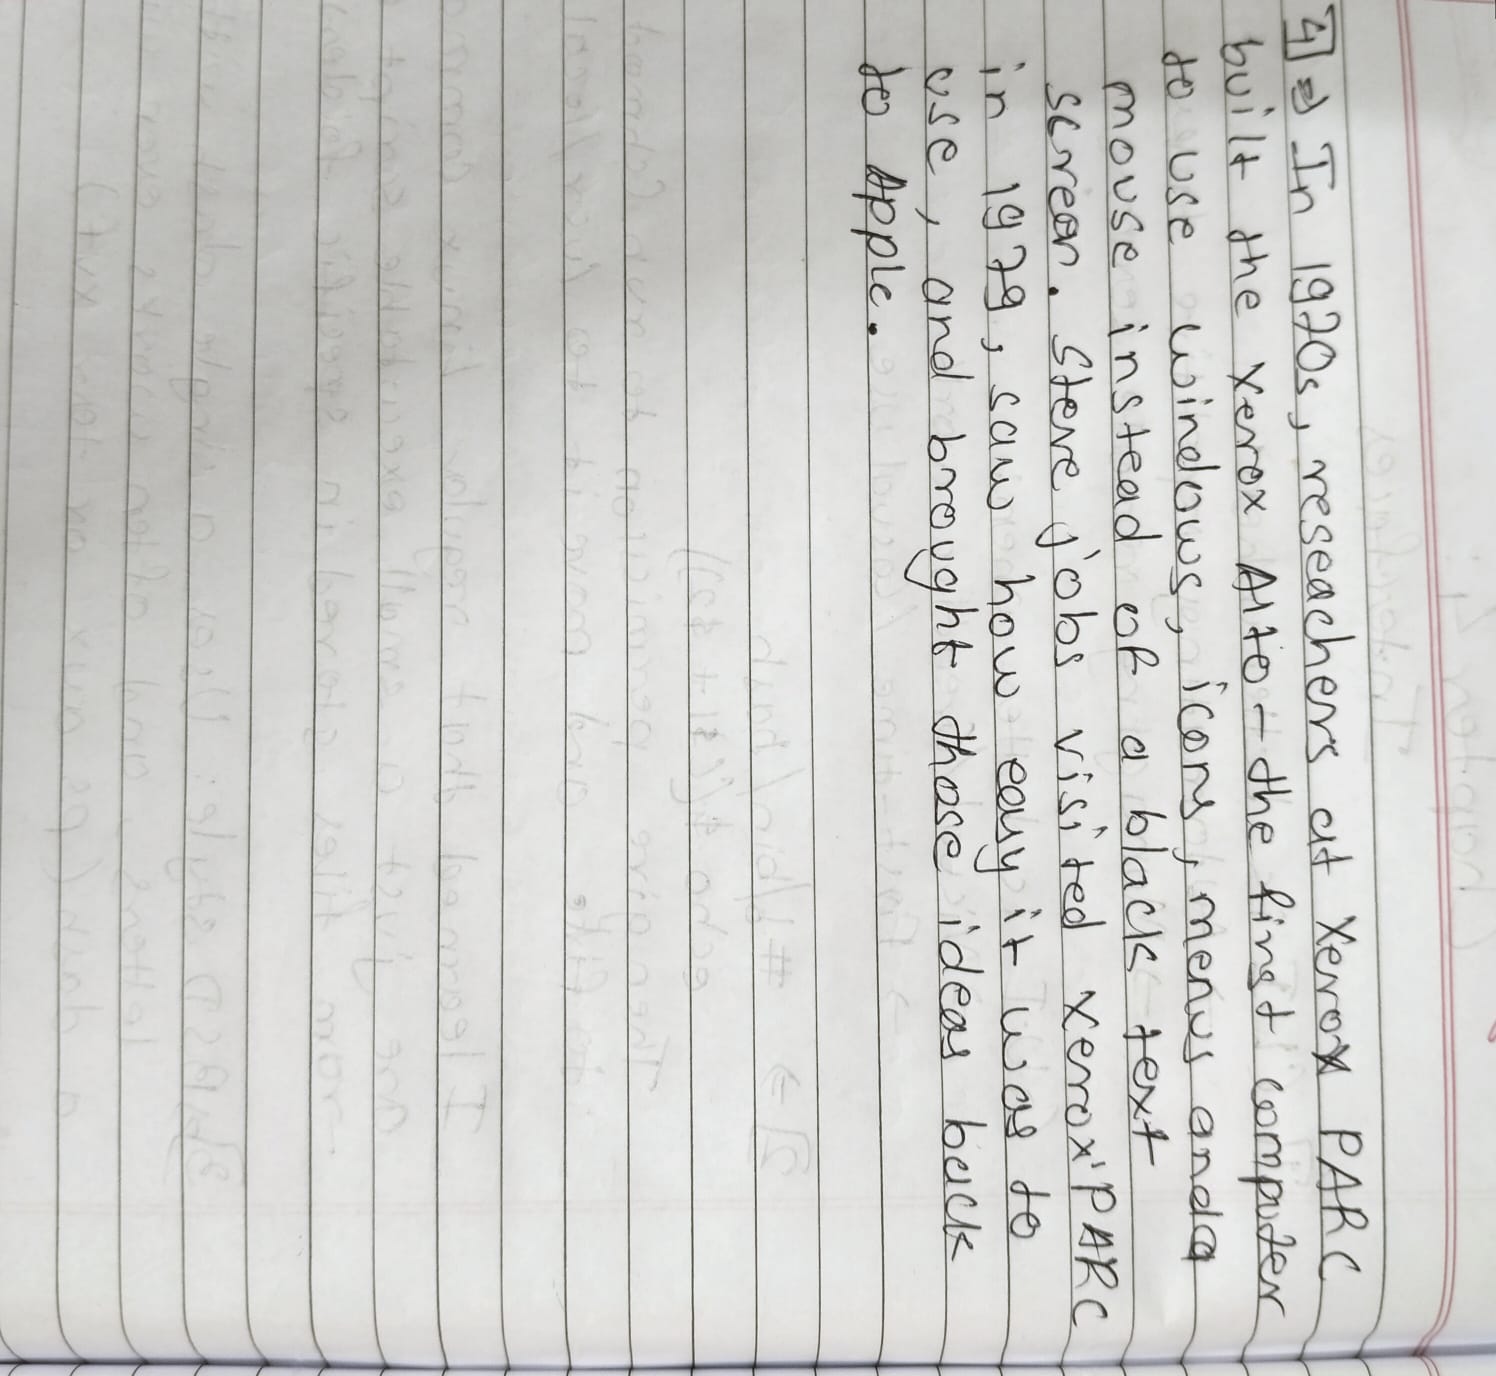 4 ⇒ In 1970s, reseachers at Xerox PARC
built the Xerox Alto - the first computer
to use windows, icons, menus and a
mouse instead of a black text
screen. Steve jobs visited Xerox PARC
in 1979, saw how easy it was to
use, and brought those ideas back
to Apple.